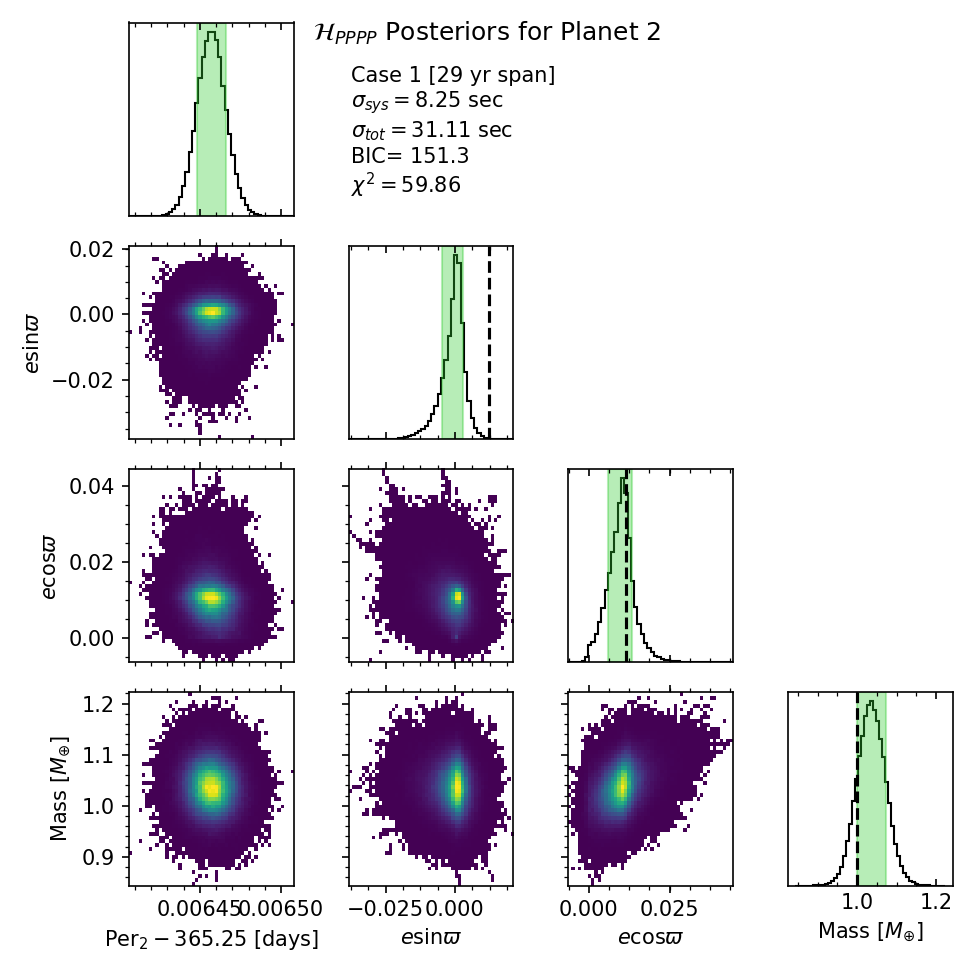 𝓗PPPP Posteriors for Planet 2
Case 1 [29 yr span]
σsys = 8.25 sec
σtot = 31.11 sec
BIC= 151.3
χ² = 59.86
0.02
0.00
−0.02
esinϖ
0.04
0.02
0.00
ecosϖ
1.2
1.1
1.0
0.9
Mass [M⊕]
0.00645 0.00650
−0.025 0.000
0.000 0.025
1.0 1.2
Per₂ − 365.25 [days]
esinϖ
ecosϖ
Mass [M⊕]